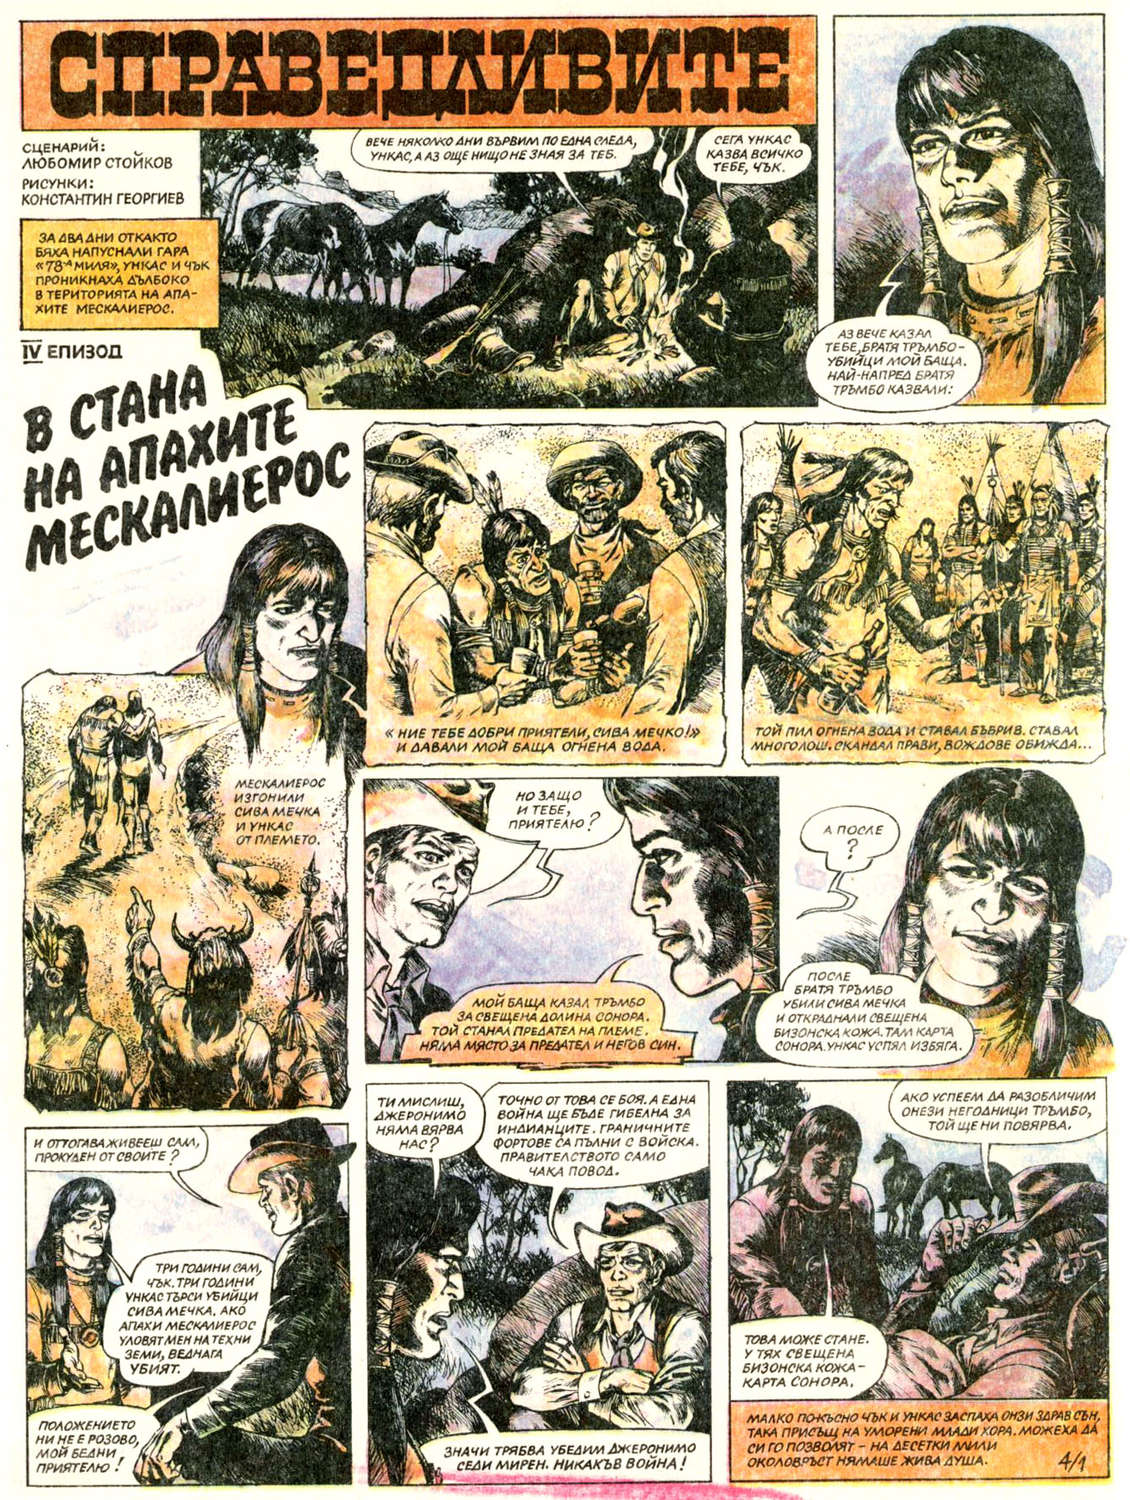 СПРАВЕДЛИВИТЕ
СЦЕНАРИЙ:
ЛЮБОМИР СТОЙКОВ
РИСУНКИ:
КОНСТАНТИН ГЕОРГИЕВ
ЗА ДВА ДНИ ОТКАКТО
БЯХА НАПУСНАЛИ ГАРА
«78-А МИЛЯ», УНКАС И ЧЪК
ПРОНИКНАХА ДЪЛБОКО
В ТЕРИТОРИЯТА НА АПА-
ХИТЕ МЕСКАЛИЕРОС.
IV ЕПИЗОД
В СТАНА
НА АПАХИТЕ
МЕСКАЛИЕРОС
ВЕЧЕ НЯКОЛКО ДНИ ВЪРВИМ ПО ЕДНА СЛЕДА,
УНКАС, А АЗ ОЩЕ НИЩО НЕ ЗНАЯ ЗА ТЕБ.
СЕГА УНКАС
КАЗВА ВСИЧКО
ТЕБЕ, ЧЪК.
АЗ ВЕЧЕ КАЗАЛ
ТЕБЕ, БРАТЯ ТРЪМБО –
УБИЙЦИ МОЙ БАЩА.
НАЙ-НАПРЕД БРАТЯ
ТРЪМБО КАЗВАЛИ:
« НИЕ ТЕБЕ ДОБРИ ПРИЯТЕЛИ, СИВА МЕЧКО!»
И ДАВАЛИ МОЙ БАЩА ОГНЕНА ВОДА.
ТОЙ ПИЛ ОГНЕНА ВОДА И СТАВАЛ БЪБРИВ. СТАВАЛ
МНОГО ЛОШ. СКАНДАЛ ПРАВИ, ВОЖДОВЕ ОБИЖДА...
МЕСКАЛИЕРОС
ИЗГОНИЛИ
СИВА МЕЧКА
И УНКАС
ОТ ПЛЕМЕТО.
НО ЗАЩО
И ТЕБЕ,
ПРИЯТЕЛЮ?
МОЙ БАЩА КАЗАЛ ТРЪМБО
ЗА СВЕЩЕНА ДОЛИНА СОНОРА.
ТОЙ СТАНАЛ ПРЕДАТЕЛ НА ПЛЕМЕ.
НЯМА МЯСТО ЗА ПРЕДАТЕЛ И НЕГОВ СИН.
А ПОСЛЕ
?
ПОСЛЕ
БРАТЯ ТРЪМБО
УБИЛИ СИВА МЕЧКА
И ОТКРАДНАЛИ СВЕЩЕНА
БИЗОНСКА КОЖА. ТАМ КАРТА
СОНОРА. УНКАС УСПЯЛ ИЗБЯГА.
И ОТТОГАВА ЖИВЕЕШ САМ,
ПРОКУДЕН ОТ СВОИТЕ?
ТРИ ГОДИНИ САМ,
ЧЪК. ТРИ ГОДИНИ
УНКАС ТЪРСИ УБИЙЦИ
СИВА МЕЧКА. АКО
АПАХИ МЕСКАЛИЕРОС
УЛОВЯТ МЕН НА ТЕХНИ
ЗЕМИ, ВЕДНАГА
УБИЯТ.
ПОЛОЖЕНИЕТО
НИ НЕ Е РОЗОВО,
МОЙ БЕДНИ
ПРИЯТЕЛЮ!
ТИ МИСЛИШ,
ДЖЕРОНИМО
НЯМА ВЯРВА
НАС?
ТОЧНО ОТ ТОВА СЕ БОЯ. А ЕДНА
ВОЙНА ЩЕ БЪДЕ ГИБЕЛНА ЗА
ИНДИАНЦИТЕ. ГРАНИЧНИТЕ
ФОРТОВЕ СА ПЪЛНИ С ВОЙСКА.
ПРАВИТЕЛСТВОТО САМО
ЧАКА ПОВОД.
ЗНАЧИ ТРЯБВА УБЕДИМ ДЖЕРОНИМО
СЕДИ МИРЕН. НИКАКЪВ ВОЙНА!
АКО УСПЕЕМ ДА РАЗОБЛИЧИМ
ОНЕЗИ НЕГОДНИЦИ ТРЪМБО,
ТОЙ ЩЕ НИ ПОВЯРВА.
ТОВА МОЖЕ СТАНЕ.
У ТЯХ СВЕЩЕНА
БИЗОНСКА КОЖА –
КАРТА СОНОРА.
МАЛКО ПО-КЪСНО ЧЪК И УНКАС ЗАСПАХА ОНЗИ ЗДРАВ СЪН,
ТАКА ПРИСЪЩ НА УМОРЕНИ МЛАДИ ХОРА. МОЖЕХА ДА
СИ ГО ПОЗВОЛЯТ – НА ДЕСЕТКИ МИЛИ
ОКОЛОВРЪСТ НЯМАШЕ ЖИВА ДУША.
4/1